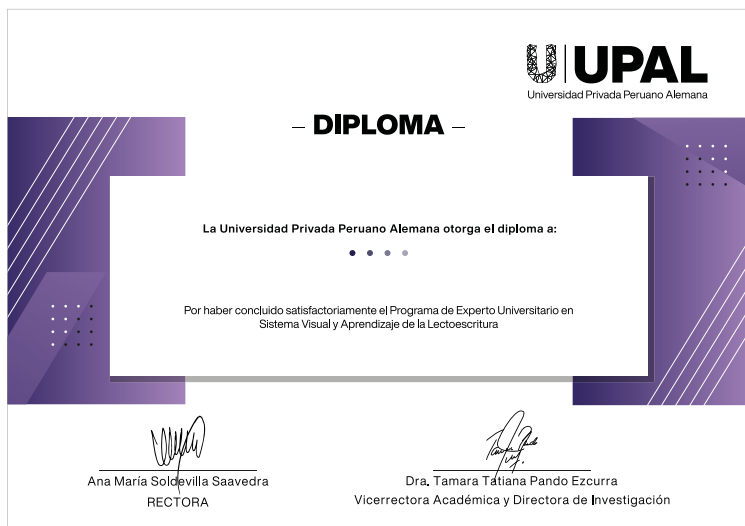 UPAL
Universidad Privada Peruano Alemana
– DIPLOMA –
La Universidad Privada Peruano Alemana otorga el diploma a:
Por haber concluido satisfactoriamente el Programa de Experto Universitario en
Sistema Visual y Aprendizaje de la Lectoescritura
Ana María Soldevilla Saavedra
RECTORA
Dra. Tamara Tatiana Pando Ezcurra
Vicerrectora Académica y Directora de Investigación